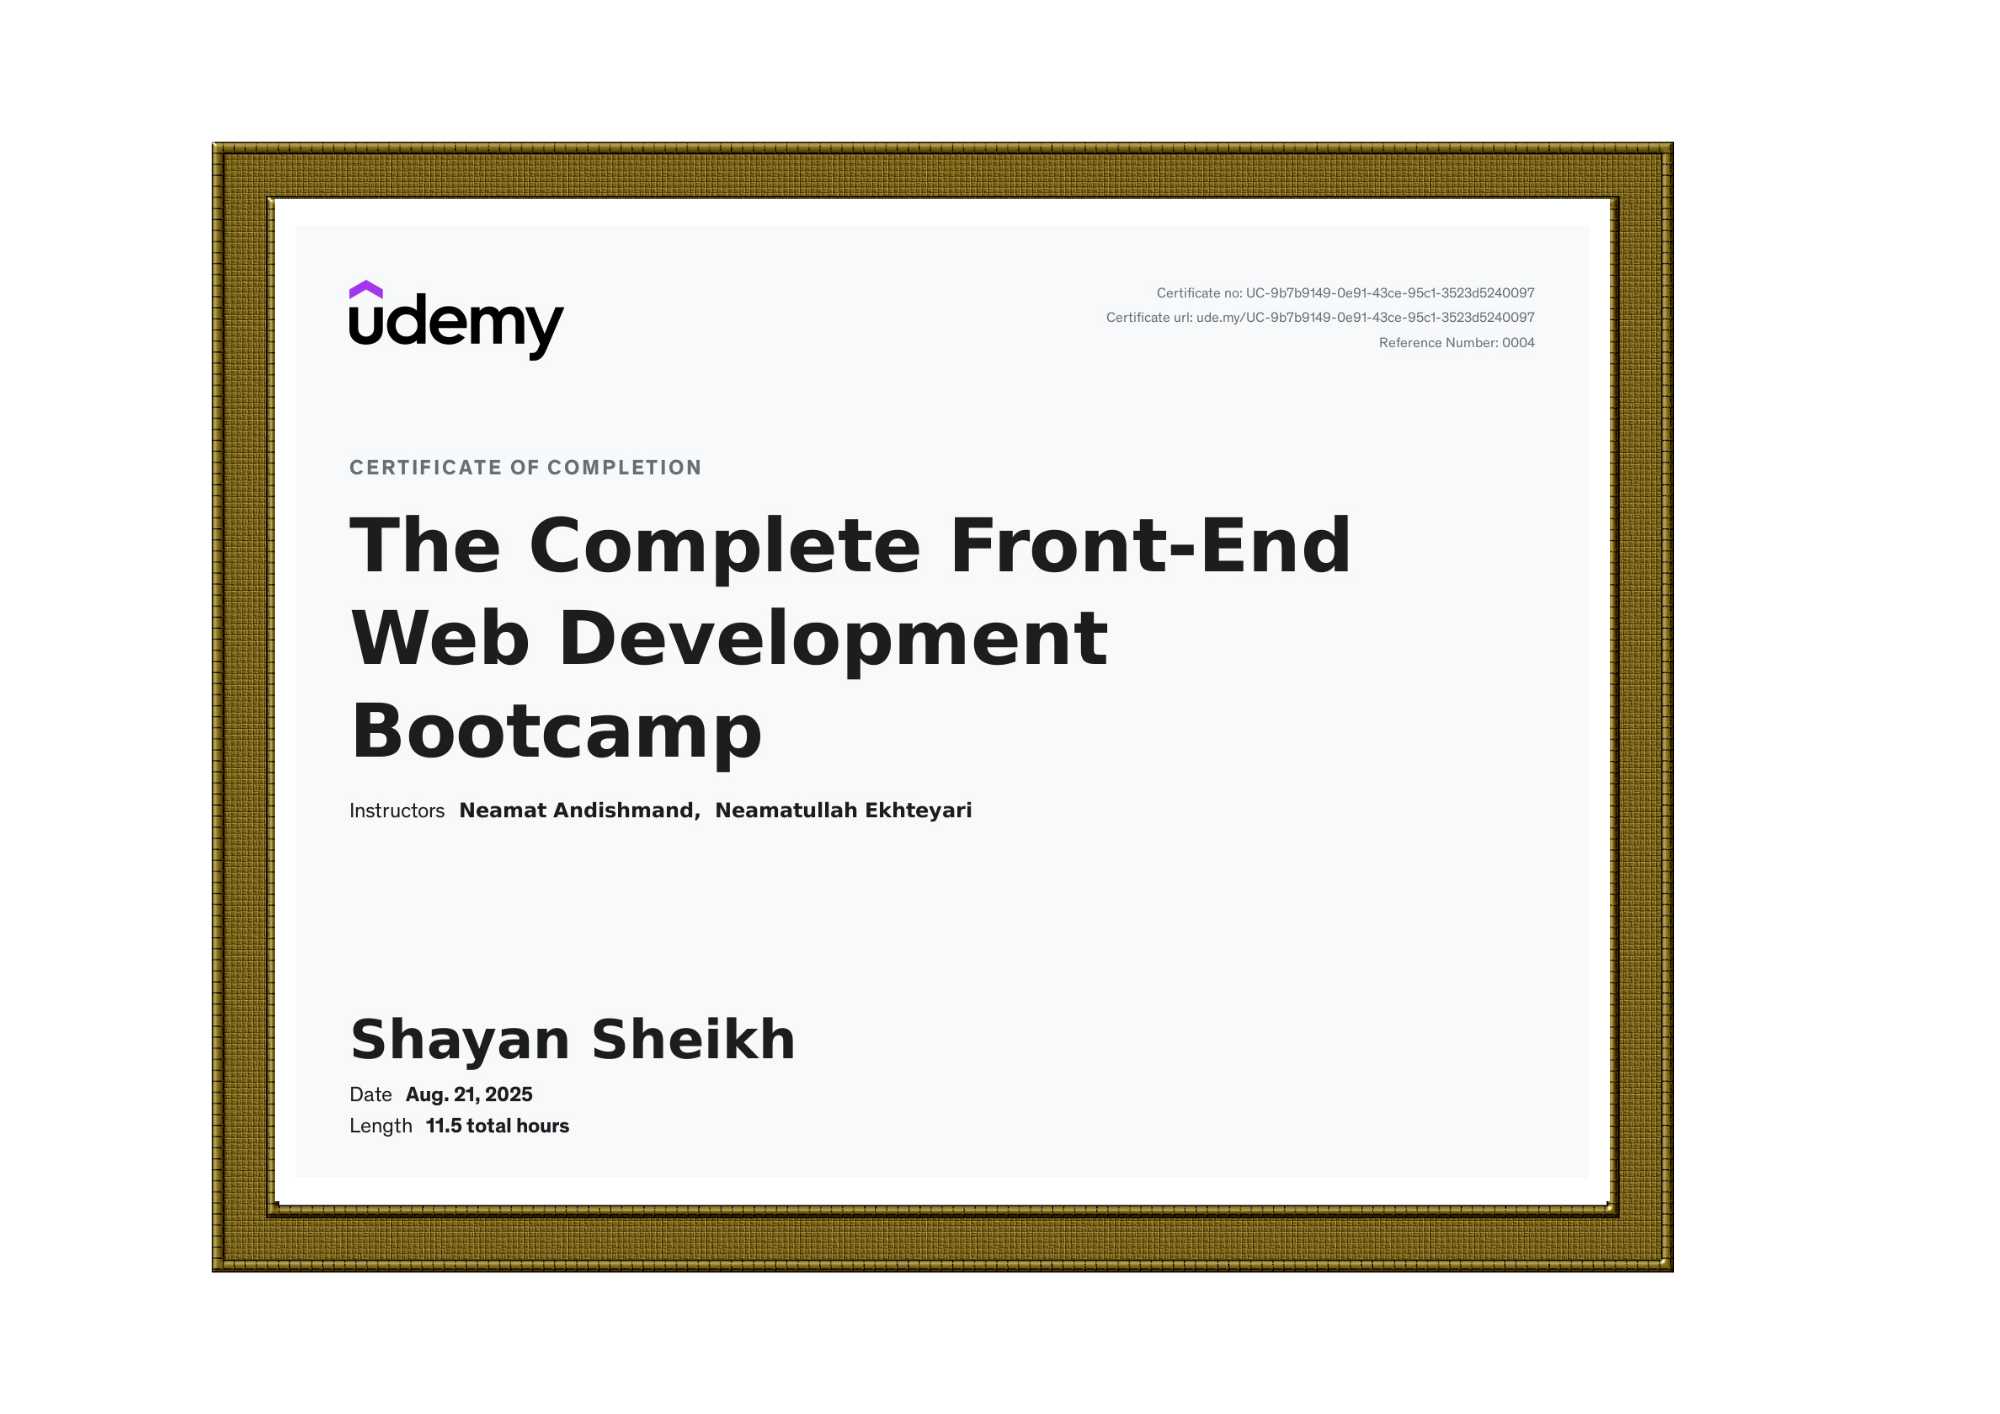 udemy
Certificate no: UC-9b7b9149-0e91-43ce-95c1-3523d5240097
Certificate url: ude.my/UC-9b7b9149-0e91-43ce-95c1-3523d5240097
Reference Number: 0004
CERTIFICATE OF COMPLETION
The Complete Front-End
Web Development
Bootcamp
Instructors Neamat Andishmand, Neamatullah Ekhteyari
Shayan Sheikh
Date Aug. 21, 2025
Length 11.5 total hours